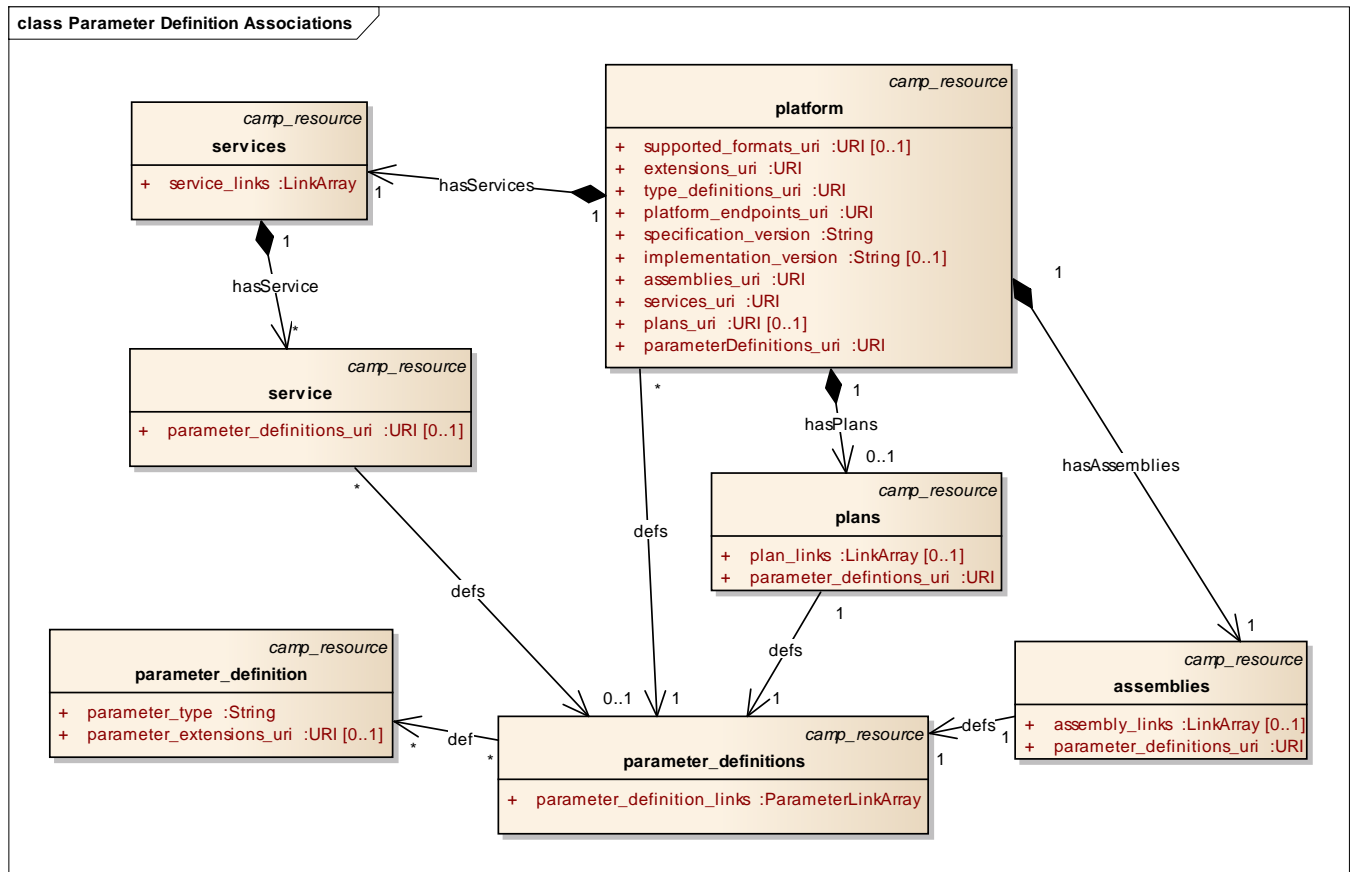 class Parameter Definition Associations
camp_resource
platform
+ supported_formats_uri :URI [0..1]
+ extensions_uri :URI
+ type_definitions_uri :URI
+ platform_endpoints_uri :URI
+ specification_version :String
+ implementation_version :String [0..1]
+ assemblies_uri :URI
+ services_uri :URI
+ plans_uri :URI [0..1]
+ parameterDefinitions_uri :URI
camp_resource
services
+ service_links :LinkArray
1
hasServices
1
1
hasService
*
camp_resource
service
+ parameter_definitions_uri :URI [0..1]
*
defs
0..1
*
defs
1
1
hasPlans
0..1
camp_resource
plans
+ plan_links :LinkArray [0..1]
+ parameter_defintions_uri :URI
1
defs
1
1
hasAssemblies
1
camp_resource
assemblies
+ assembly_links :LinkArray [0..1]
+ parameter_definitions_uri :URI
defs
1
1
camp_resource
parameter_definition
+ parameter_type :String
+ parameter_extensions_uri :URI [0..1]
*
def
*
camp_resource
parameter_definitions
+ parameter_definition_links :ParameterLinkArray